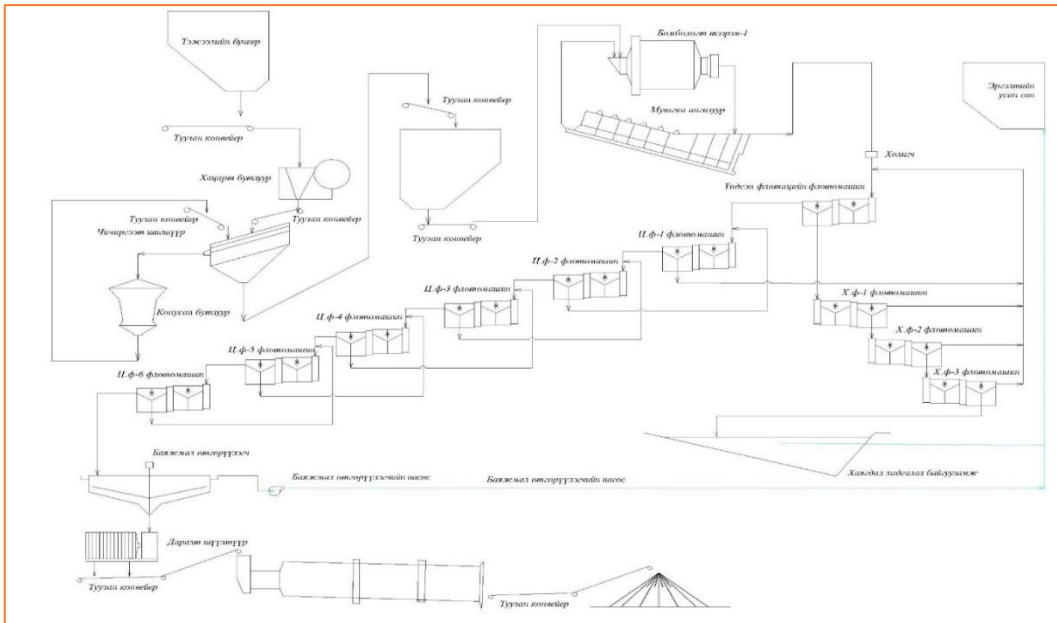 Тэжээлийн бункер
Туузан конвейер
Хацарт бутлуур
Туузан конвейер
Туузан конвейер
Чичиргээт шигшүүр
Конусан бутлуур
Туузан конвейер
Туузан конвейер
Бөмбөлөгт тээрэм-1
Мушгиа ангилуур
Эргэлтийн
усан сан
Холигч
Үндсэн флотацийн флотомашин
Ц.ф-1 флотомашин
Ц.ф-2 флотомашин
Ц.ф-3 флотомашин
Ц.ф-4 флотомашин
Ц.ф-5 флотомашин
Ц.ф-6 флотомашин
Х.ф-1 флотомашин
Х.ф-2 флотомашин
Х.ф-3 флотомашин
Хаягдал хадгалах байгууламж
Баяжмал өтгөрүүлэгч
Баяжмал өтгөрүүлэгчийн насос
Баяжмал өтгөрүүлэгчийн насос
Даралт шүүлтүүр
Туузан конвейер
Туузан конвейер